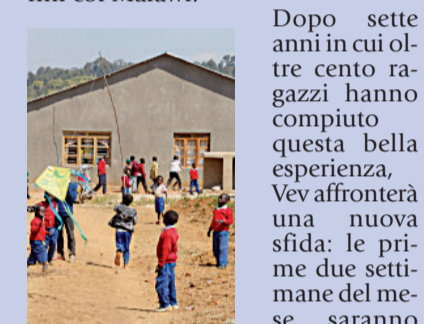 Dopo sette
anni in cui ol-
tre cento ra-
gazzi hanno
compiuto
questa bella
esperienza,
Vev affronterà
una nuova
sfida: le pri-
me due setti-
mane del me-
se saranno